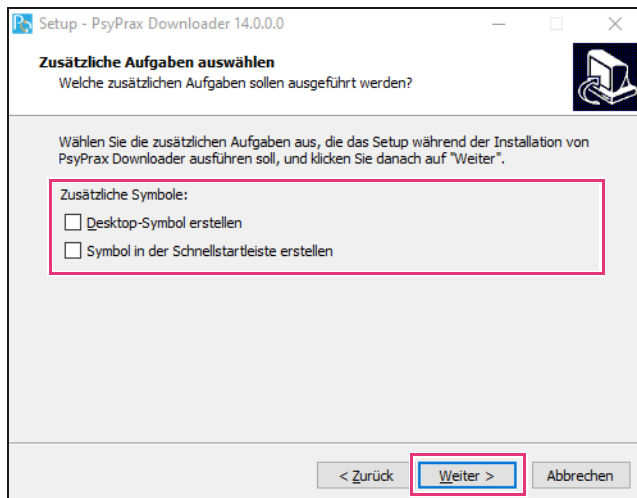 Setup - PsyPrax Downloader 14.0.0.0
Zusätzliche Aufgaben auswählen
Welche zusätzlichen Aufgaben sollen ausgeführt werden?
Wählen Sie die zusätzlichen Aufgaben aus, die das Setup während der Installation von
PsyPrax Downloader ausführen soll, und klicken Sie danach auf "Weiter".
Zusätzliche Symbole:
Desktop-Symbol erstellen
Symbol in der Schnellstartleiste erstellen
< Zurück Weiter > Abbrechen